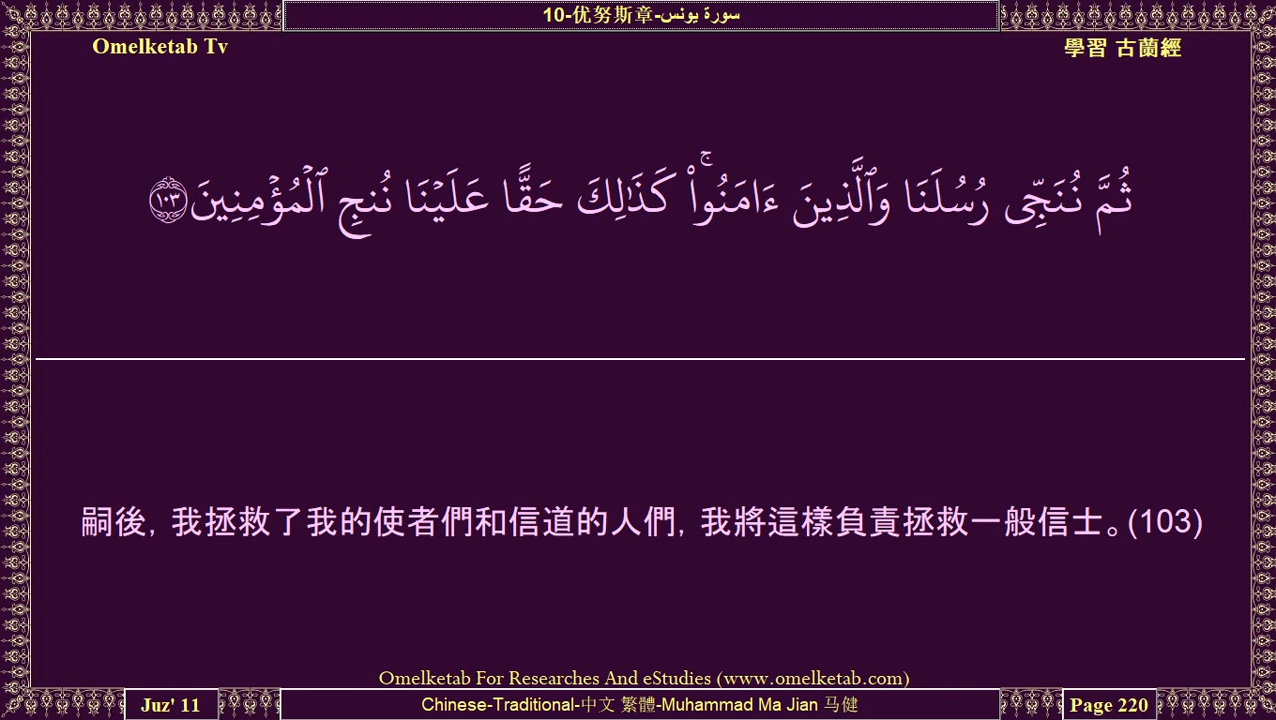 10-优努斯章-سورة يونس
Omelketab Tv
學習 古蘭經
ثُمَّ نُنَجِّى رُسُلَنَا وَٱلَّذِينَ ءَامَنُوا۟ ۚ كَذَٰلِكَ حَقًّا عَلَيْنَا نُنجِ ٱلْمُؤْمِنِينَ ١٠٣
嗣後，我拯救了我的使者們和信道的人們，我將這樣負責拯救一般信士。(103)
Omelketab For Researches And eStudies (www.omelketab.com)
Juz' 11
Chinese-Traditional-中文 繁體-Muhammad Ma Jian 马健
Page 220